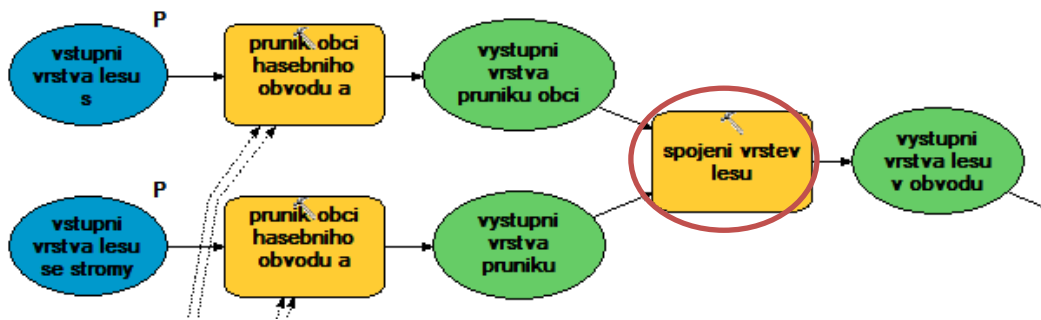 P
vstupni
vrstva lesu
s
prunik obci
hasebniho
obvodu a
vystupni
vrstva
pruniku obci
spojeni vrstev
lesu
vystupni
vrstva lesu
v obvodu
P
vstupni
vrstva lesu
se stromy
prunik obci
hasebniho
obvodu a
vystupni
vrstva
pruniku